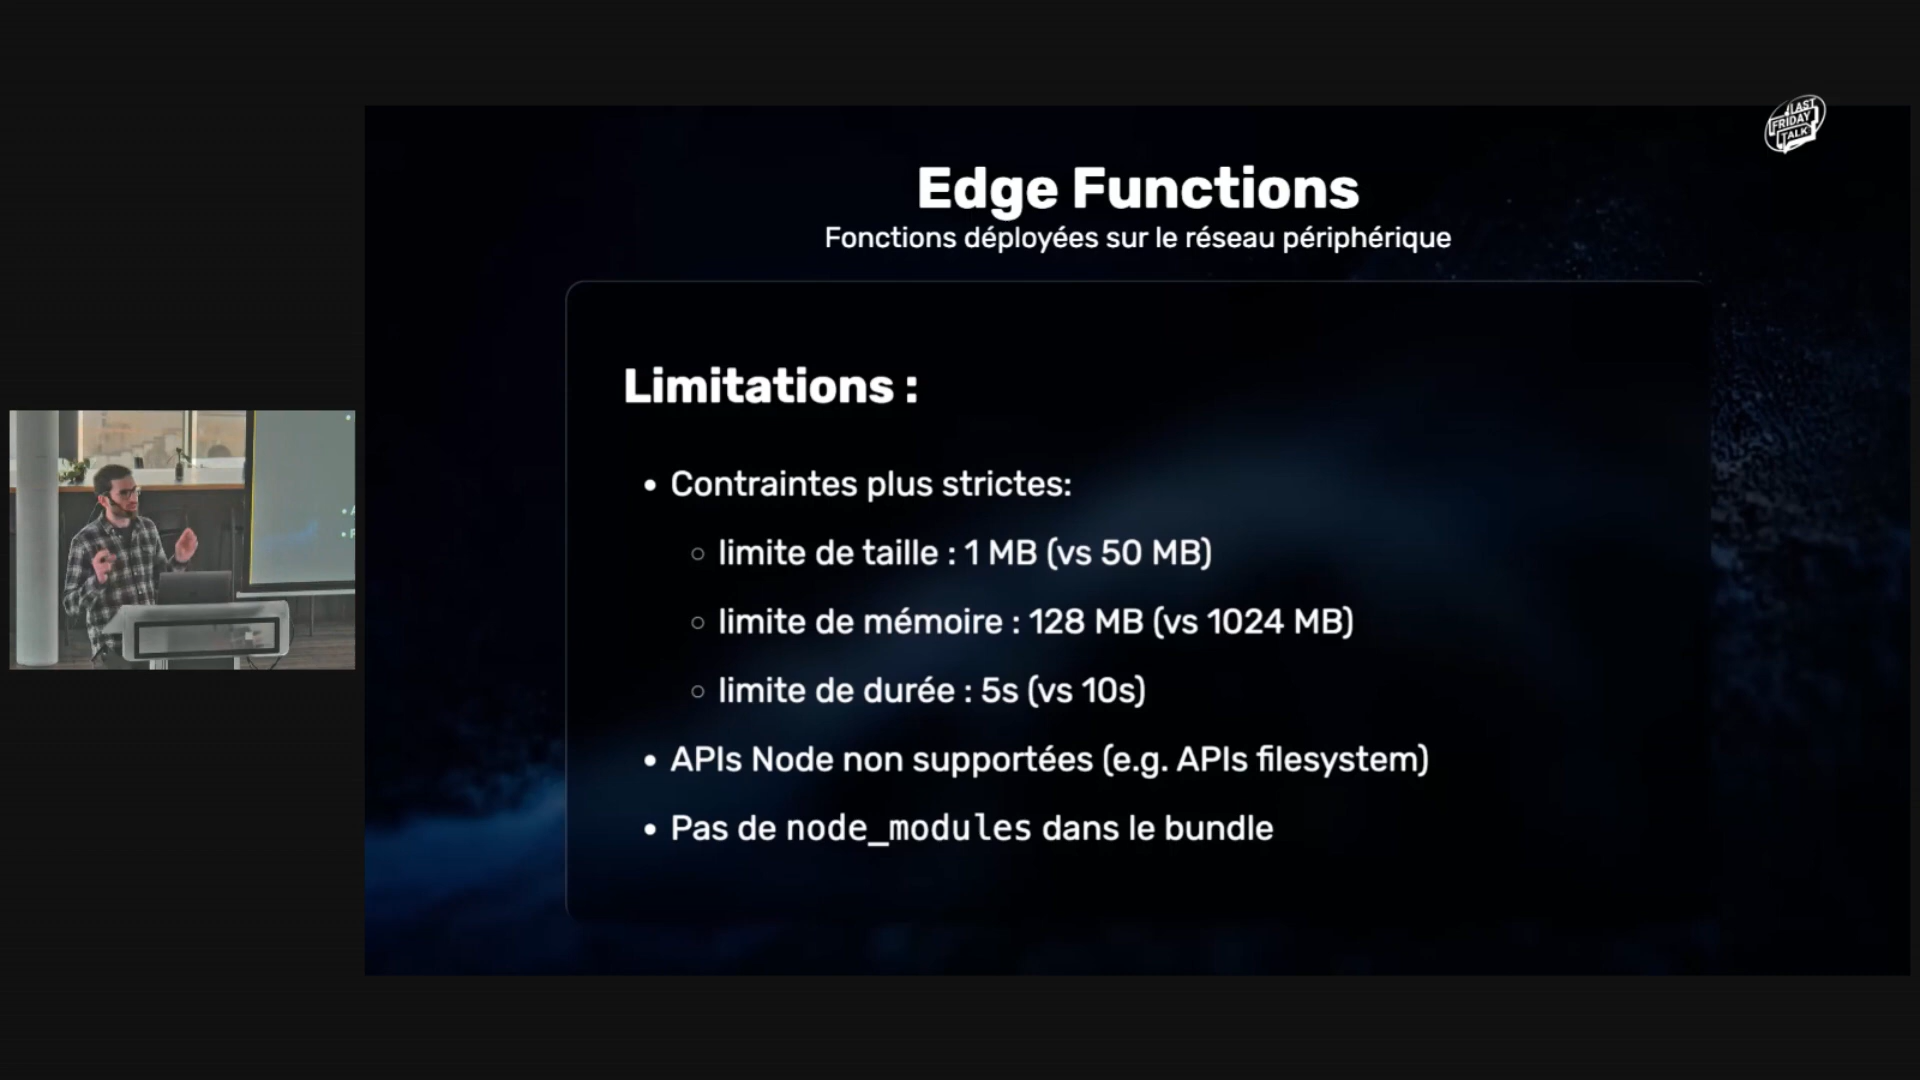 LAST
FRIDAY
TALK
Edge Functions
Fonctions déployées sur le réseau périphérique
Limitations :
• Contraintes plus strictes:
○ limite de taille : 1 MB (vs 50 MB)
○ limite de mémoire : 128 MB (vs 1024 MB)
○ limite de durée : 5s (vs 10s)
• APIs Node non supportées (e.g. APIs filesystem)
• Pas de node_modules dans le bundle